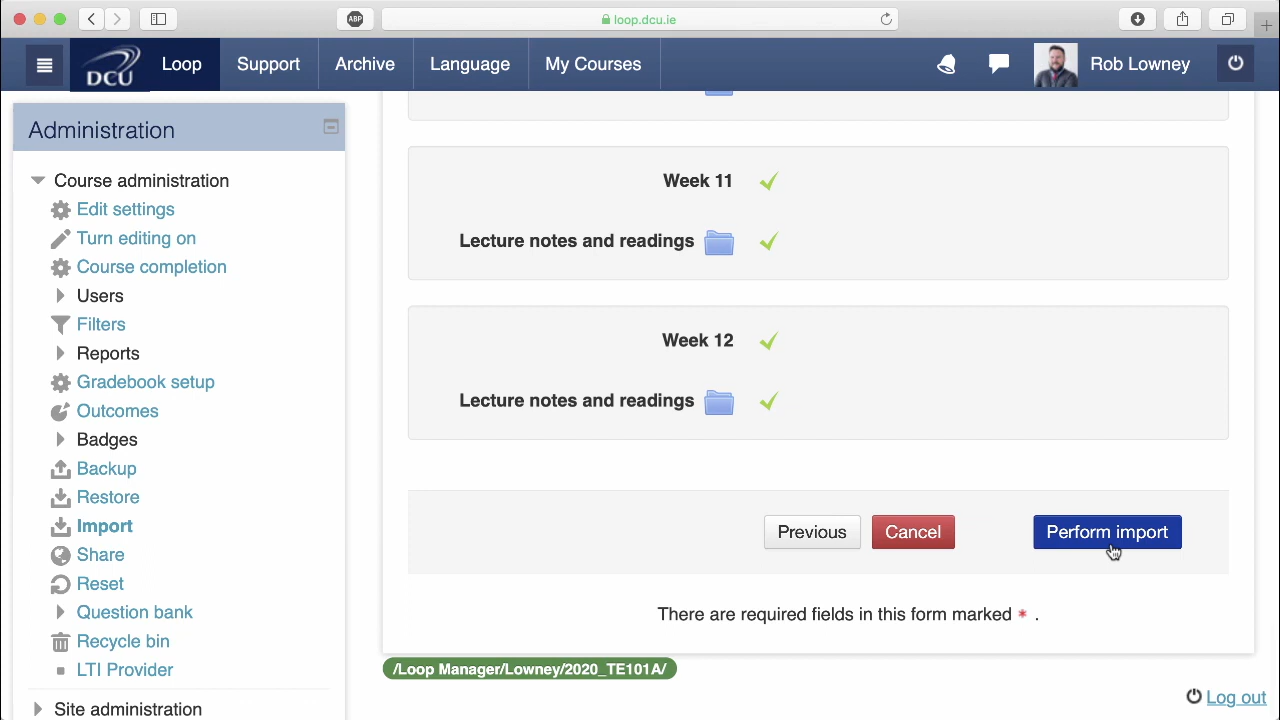 ABP
loop.dcu.ie
DCU
Loop
Support
Archive
Language
My Courses
Rob Lowney
Administration
Course administration
Edit settings
Turn editing on
Course completion
Users
Filters
Reports
Gradebook setup
Outcomes
Badges
Backup
Restore
Import
Share
Reset
Question bank
Recycle bin
LTI Provider
Site administration
Week 11
Lecture notes and readings
Week 12
Lecture notes and readings
Previous
Cancel
Perform import
There are required fields in this form marked * .
/Loop Manager/Lowney/2020_TE101A/
Log out